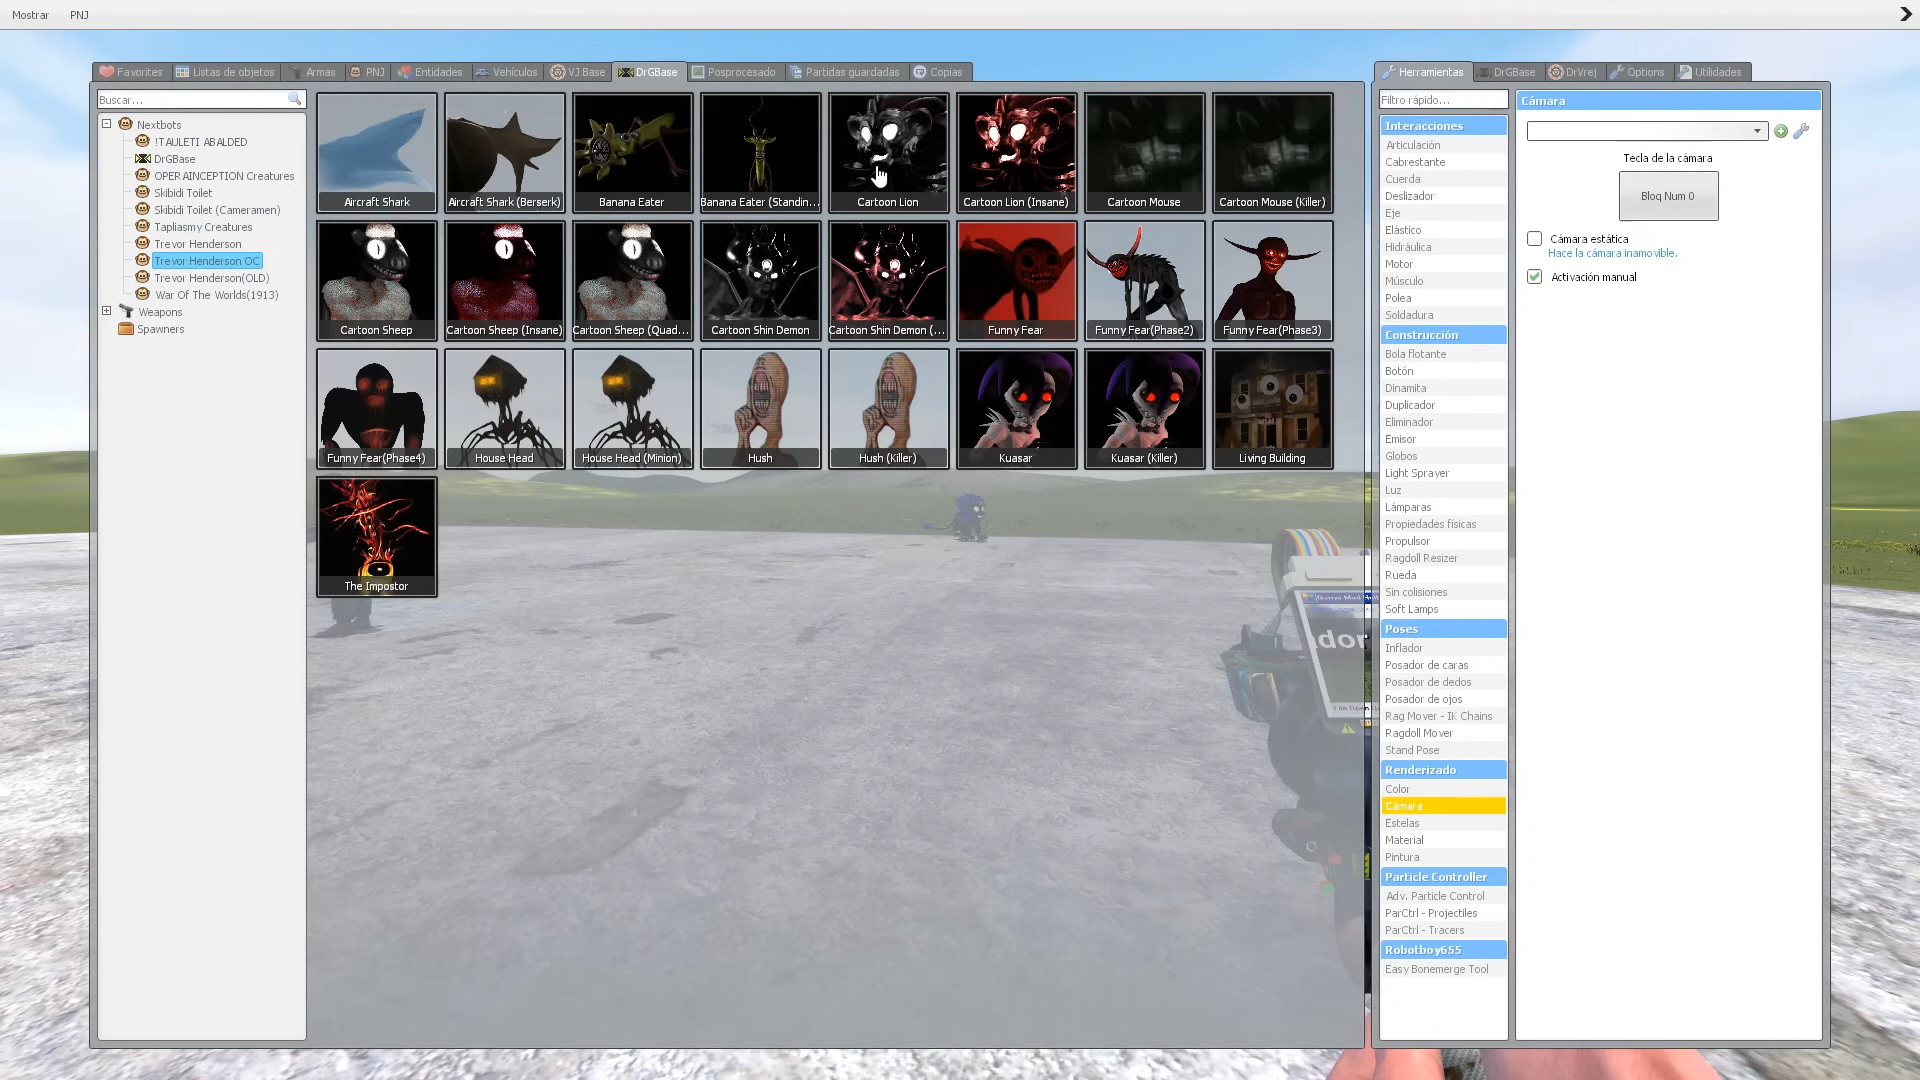 Mostrar PNJ
Favorites Listas de objetos Armas PNJ Entidades Vehículos VJ Base DrGBase Posprocesado Partidas guardadas Copias
Buscar...
Nextbots
!TAULETI ABALDED
DrGBase
OPER AINCEPTION Creatures
Skibidi Toilet
Skibidi Toilet (Cameramen)
Tapliasmy Creatures
Trevor Henderson
Trevor Henderson OC
Trevor Henderson(OLD)
War Of The Worlds(1913)
Weapons
Spawners
Aircraft Shark
Aircraft Shark (Berserk)
Banana Eater
Banana Eater (Standin...
Cartoon Lion
Cartoon Lion (Insane)
Cartoon Mouse
Cartoon Mouse (Killer)
Cartoon Sheep
Cartoon Sheep (Insane)
Cartoon Sheep (Quad...
Cartoon Shin Demon
Cartoon Shin Demon (...
Funny Fear
Funny Fear(Phase2)
Funny Fear(Phase3)
Funny Fear(Phase4)
House Head
House Head (Minion)
Hush
Hush (Killer)
Kuasar
Kuasar (Killer)
Living Building
The Impostor
Herramientas DrGBase DrVrej Options Utilidades
Filtro rápido...
Interacciones
Articulación
Cabrestante
Cuerda
Deslizador
Eje
Elástico
Hidráulica
Motor
Músculo
Polea
Soldadura
Construcción
Bola flotante
Botón
Dinamita
Duplicador
Eliminador
Emisor
Globos
Light Sprayer
Luz
Lámparas
Propiedades físicas
Propulsor
Ragdoll Resizer
Rueda
Sin colisiones
Soft Lamps
Poses
Inflador
Posador de caras
Posador de dedos
Posador de ojos
Rag Mover - IK Chains
Ragdoll Mover
Stand Pose
Renderizado
Color
Cámara
Estelas
Material
Pintura
Particle Controller
Adv. Particle Control
ParCtrl - Projectiles
ParCtrl - Tracers
Robotboy655
Easy Bonemerge Tool
Cámara
Tecla de la cámara
Bloq Num 0
Cámara estática
Hace la cámara inamovible.
Activación manual
ador